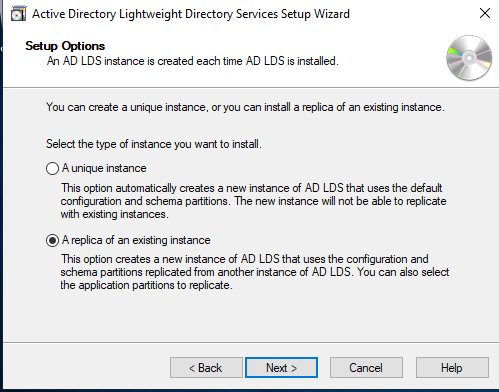 Active Directory Lightweight Directory Services Setup Wizard
Setup Options
An AD LDS instance is created each time AD LDS is installed.
You can create a unique instance, or you can install a replica of an existing instance.
Select the type of instance you want to install.
A unique instance
This option automatically creates a new instance of AD LDS that uses the default
configuration and schema partitions. The new instance will not be able to replicate
with existing instances.
A replica of an existing instance
This option creates a new instance of AD LDS that uses the configuration and
schema partitions replicated from another instance of AD LDS. You can also select
the application partitions to replicate.
< Back Next > Cancel Help